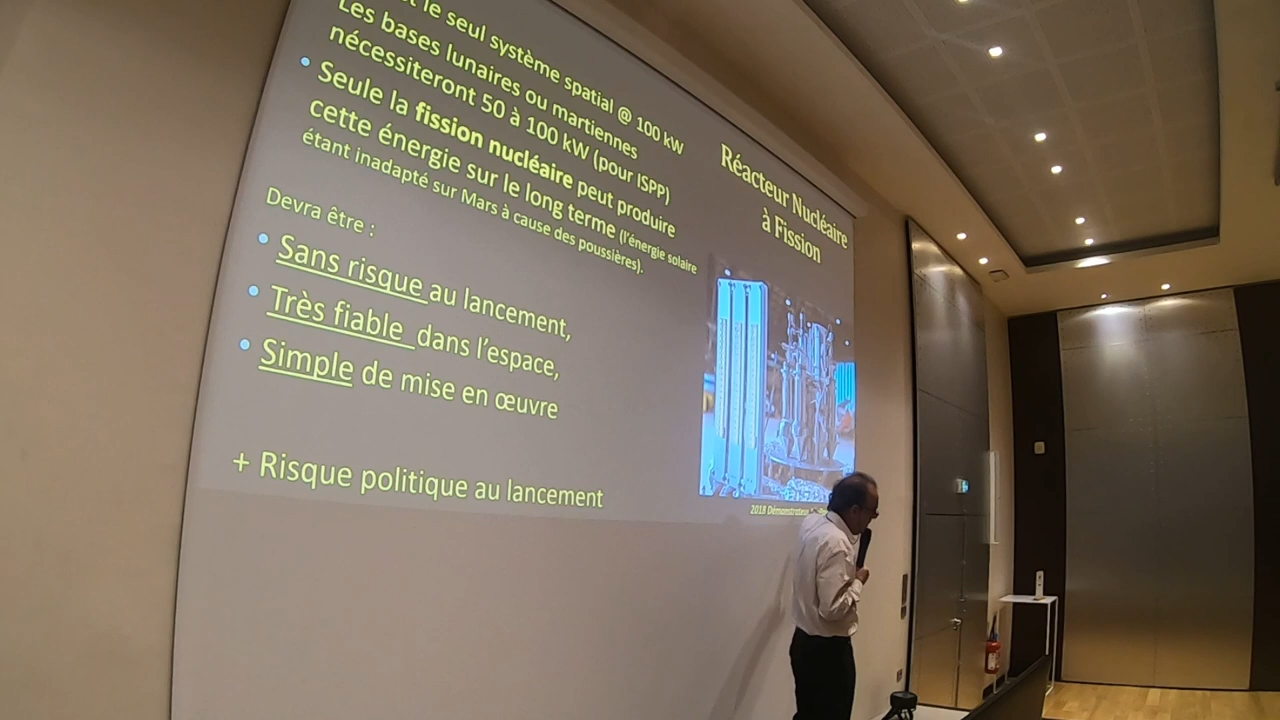 le seul système spatial @ 100 kW
Les bases lunaires ou martiennes
nécessiteront 50 à 100 kW (pour ISPP)
• Seule la fission nucléaire peut produire
cette énergie sur le long terme (l'énergie solaire
étant inadapté sur Mars à cause des poussières).
Devra être :
• Sans risque au lancement,
• Très fiable dans l'espace,
• Simple de mise en œuvre
+ Risque politique au lancement
Réacteur Nucléaire
à Fission
2018 Démonstrateur